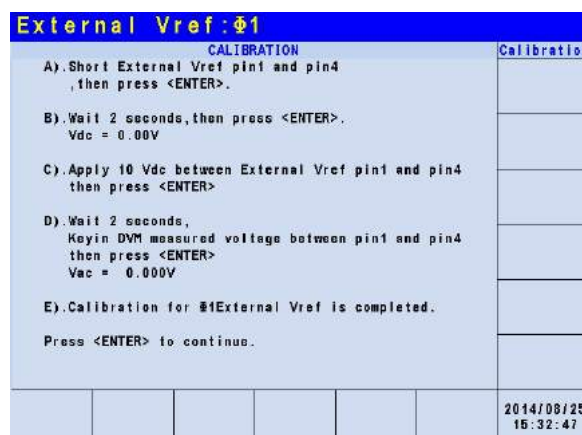 External Vref:Φ1
CALIBRATION
Calibratio
A).Short External Vref pin1 and pin4
,then press <ENTER>.
B).Wait 2 seconds,then press <ENTER>.
Vdc = 0.00V
C).Apply 10 Vdc between External Vref pin1 and pin4
then press <ENTER>
D).Wait 2 seconds,
Keyin DVM measured voltage between pin1 and pin4
then press <ENTER>
Vac = 0.000V
E).Calibration for Φ1External Vref is completed.
Press <ENTER> to continue.
2014/08/25
15:32:47